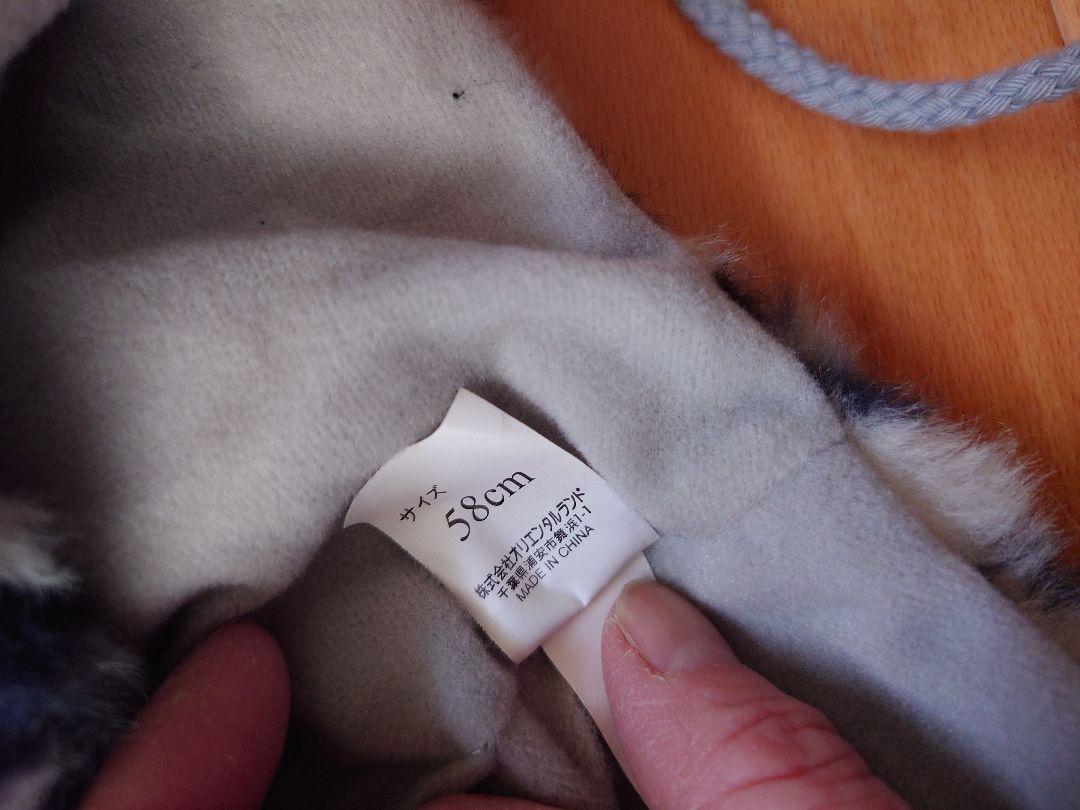 サイズ
58cm
株式会社オリエンタルランド
千葉県浦安市舞浜1-1
MADE IN CHINA